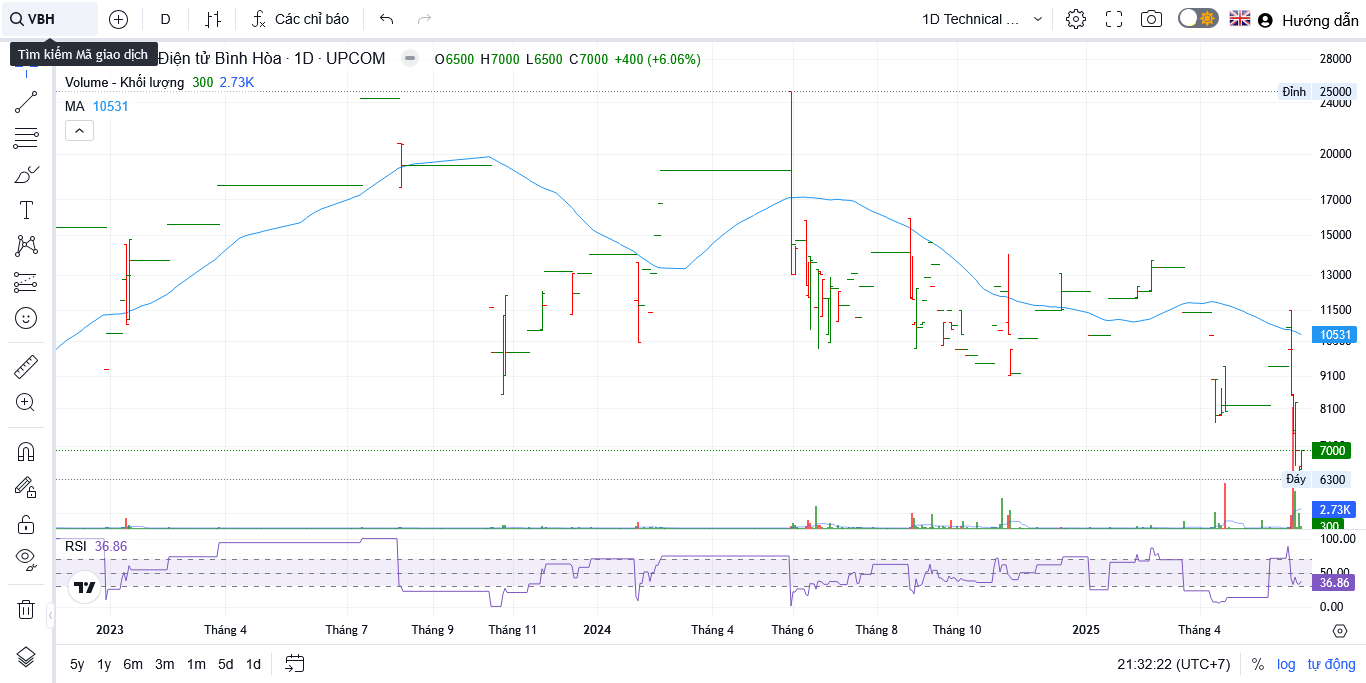 VBH
D
Các chỉ báo
1D Technical ...
Hướng dẫn
Tìm kiếm Mã giao dịch
Điện tử Bình Hòa · 1D · UPCOM
O6500 H7000 L6500 C7000 +400 (+6.06%)
Volume - Khối lượng 300 2.73K
MA 10531
28000
Đỉnh 25000
24000
20000
17000
15000
13000
11500
10531
9100
8100
7000
Đáy 6300
2.73K
300
RSI 36.86
100.00
50.00
36.86
0.00
2023 Tháng 4 Tháng 7 Tháng 9 Tháng 11 2024 Tháng 4 Tháng 6 Tháng 8 Tháng 10 2025 Tháng 4
5y 1y 6m 3m 1m 5d 1d
21:32:22 (UTC+7) % log tự động